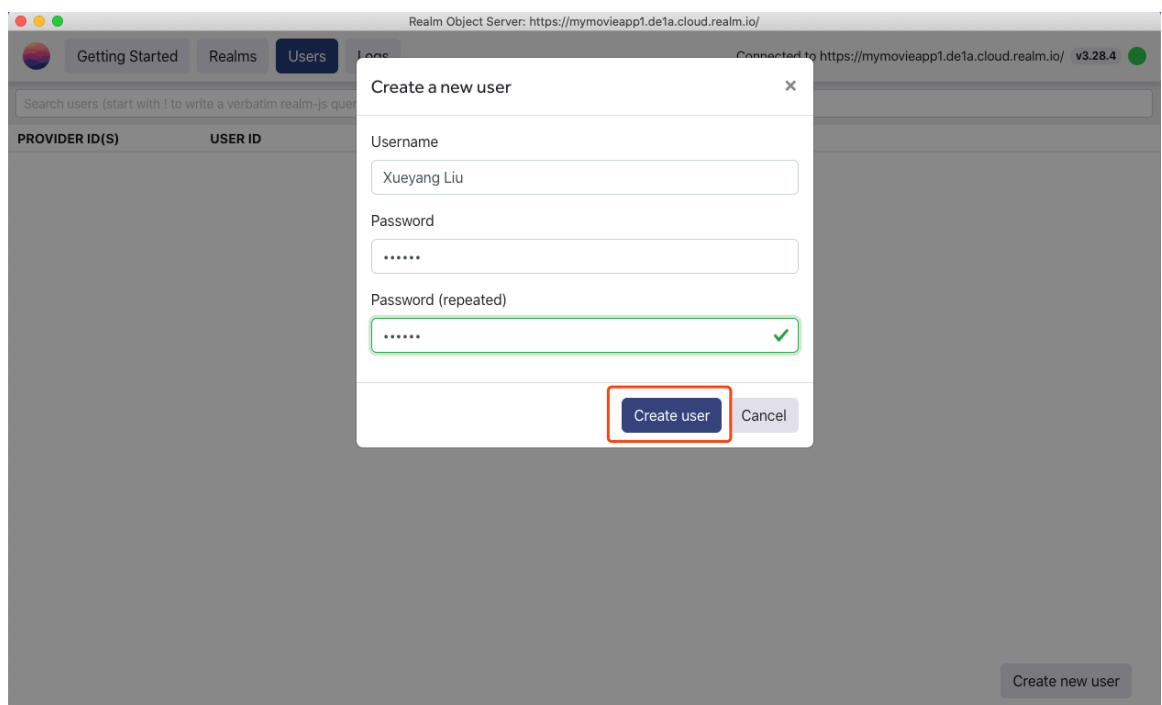 Realm Object Server: https://mymovieapp1.de1a.cloud.realm.io/
Getting Started Realms Users Logs Connected to https://mymovieapp1.de1a.cloud.realm.io/ v3.28.4
Search users (start with ! to write a verbatim realm-js quer
PROVIDER ID(S) USER ID
Create a new user ×
Username
Xueyang Liu
Password
••••••
Password (repeated)
••••••
Create user Cancel
Create new user